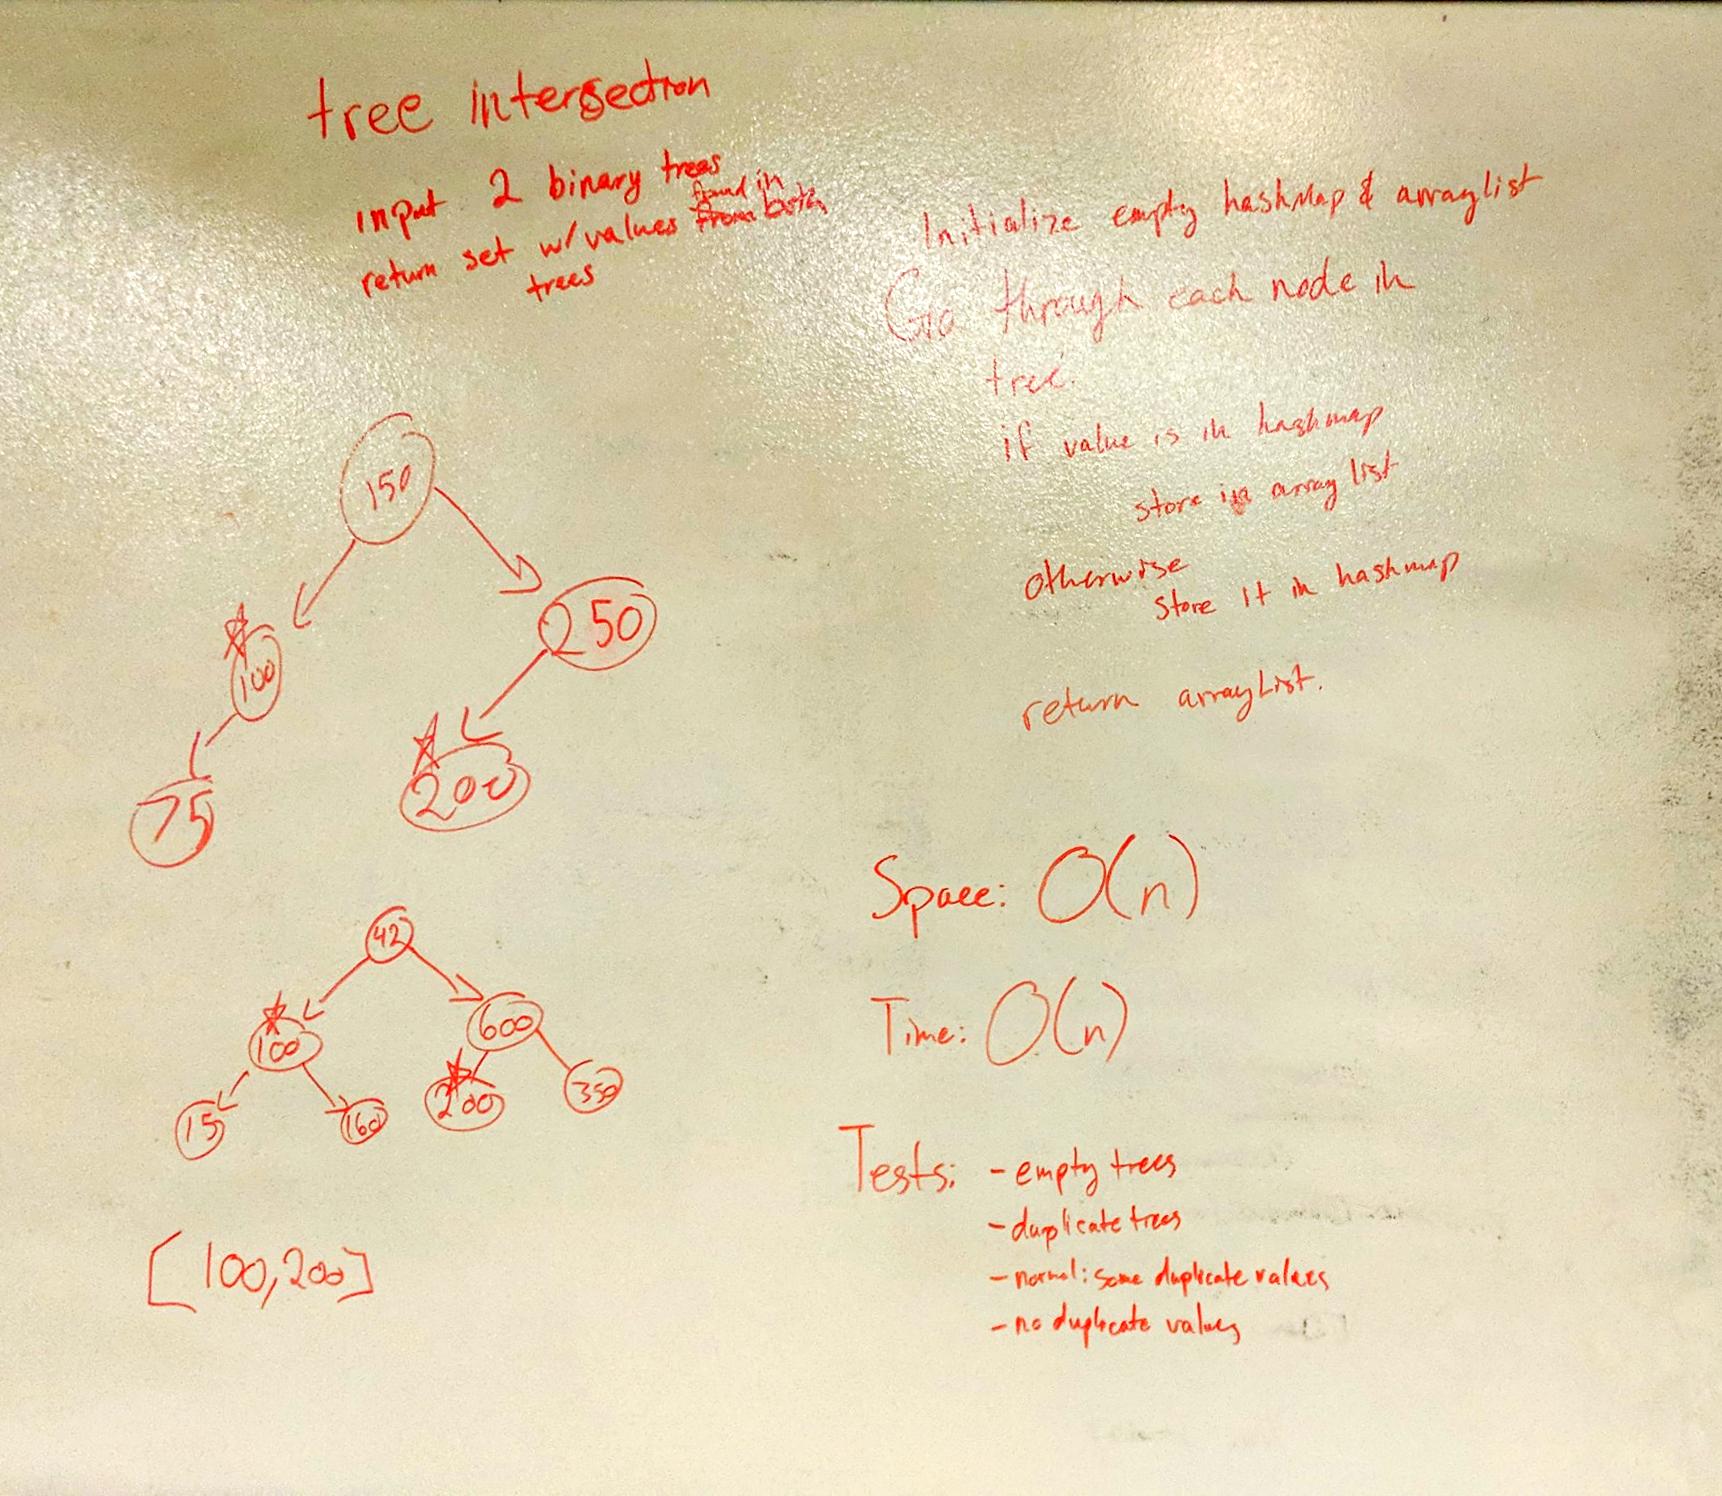 tree intersection
input 2 binary trees
found in
return set w/ values from both
trees
Initialize empty hashMap & arraylist
Go through each node in
tree.
if value is in hashmap
store in array list
otherwise
store it in hashmap
return arrayList.
150
100
250
75
200
42
100
600
15
160
200
350
[100,200]
Space: O(n)
Time: O(n)
Tests: - empty trees
- duplicate trees
- normal: some duplicate values
- no duplicate values